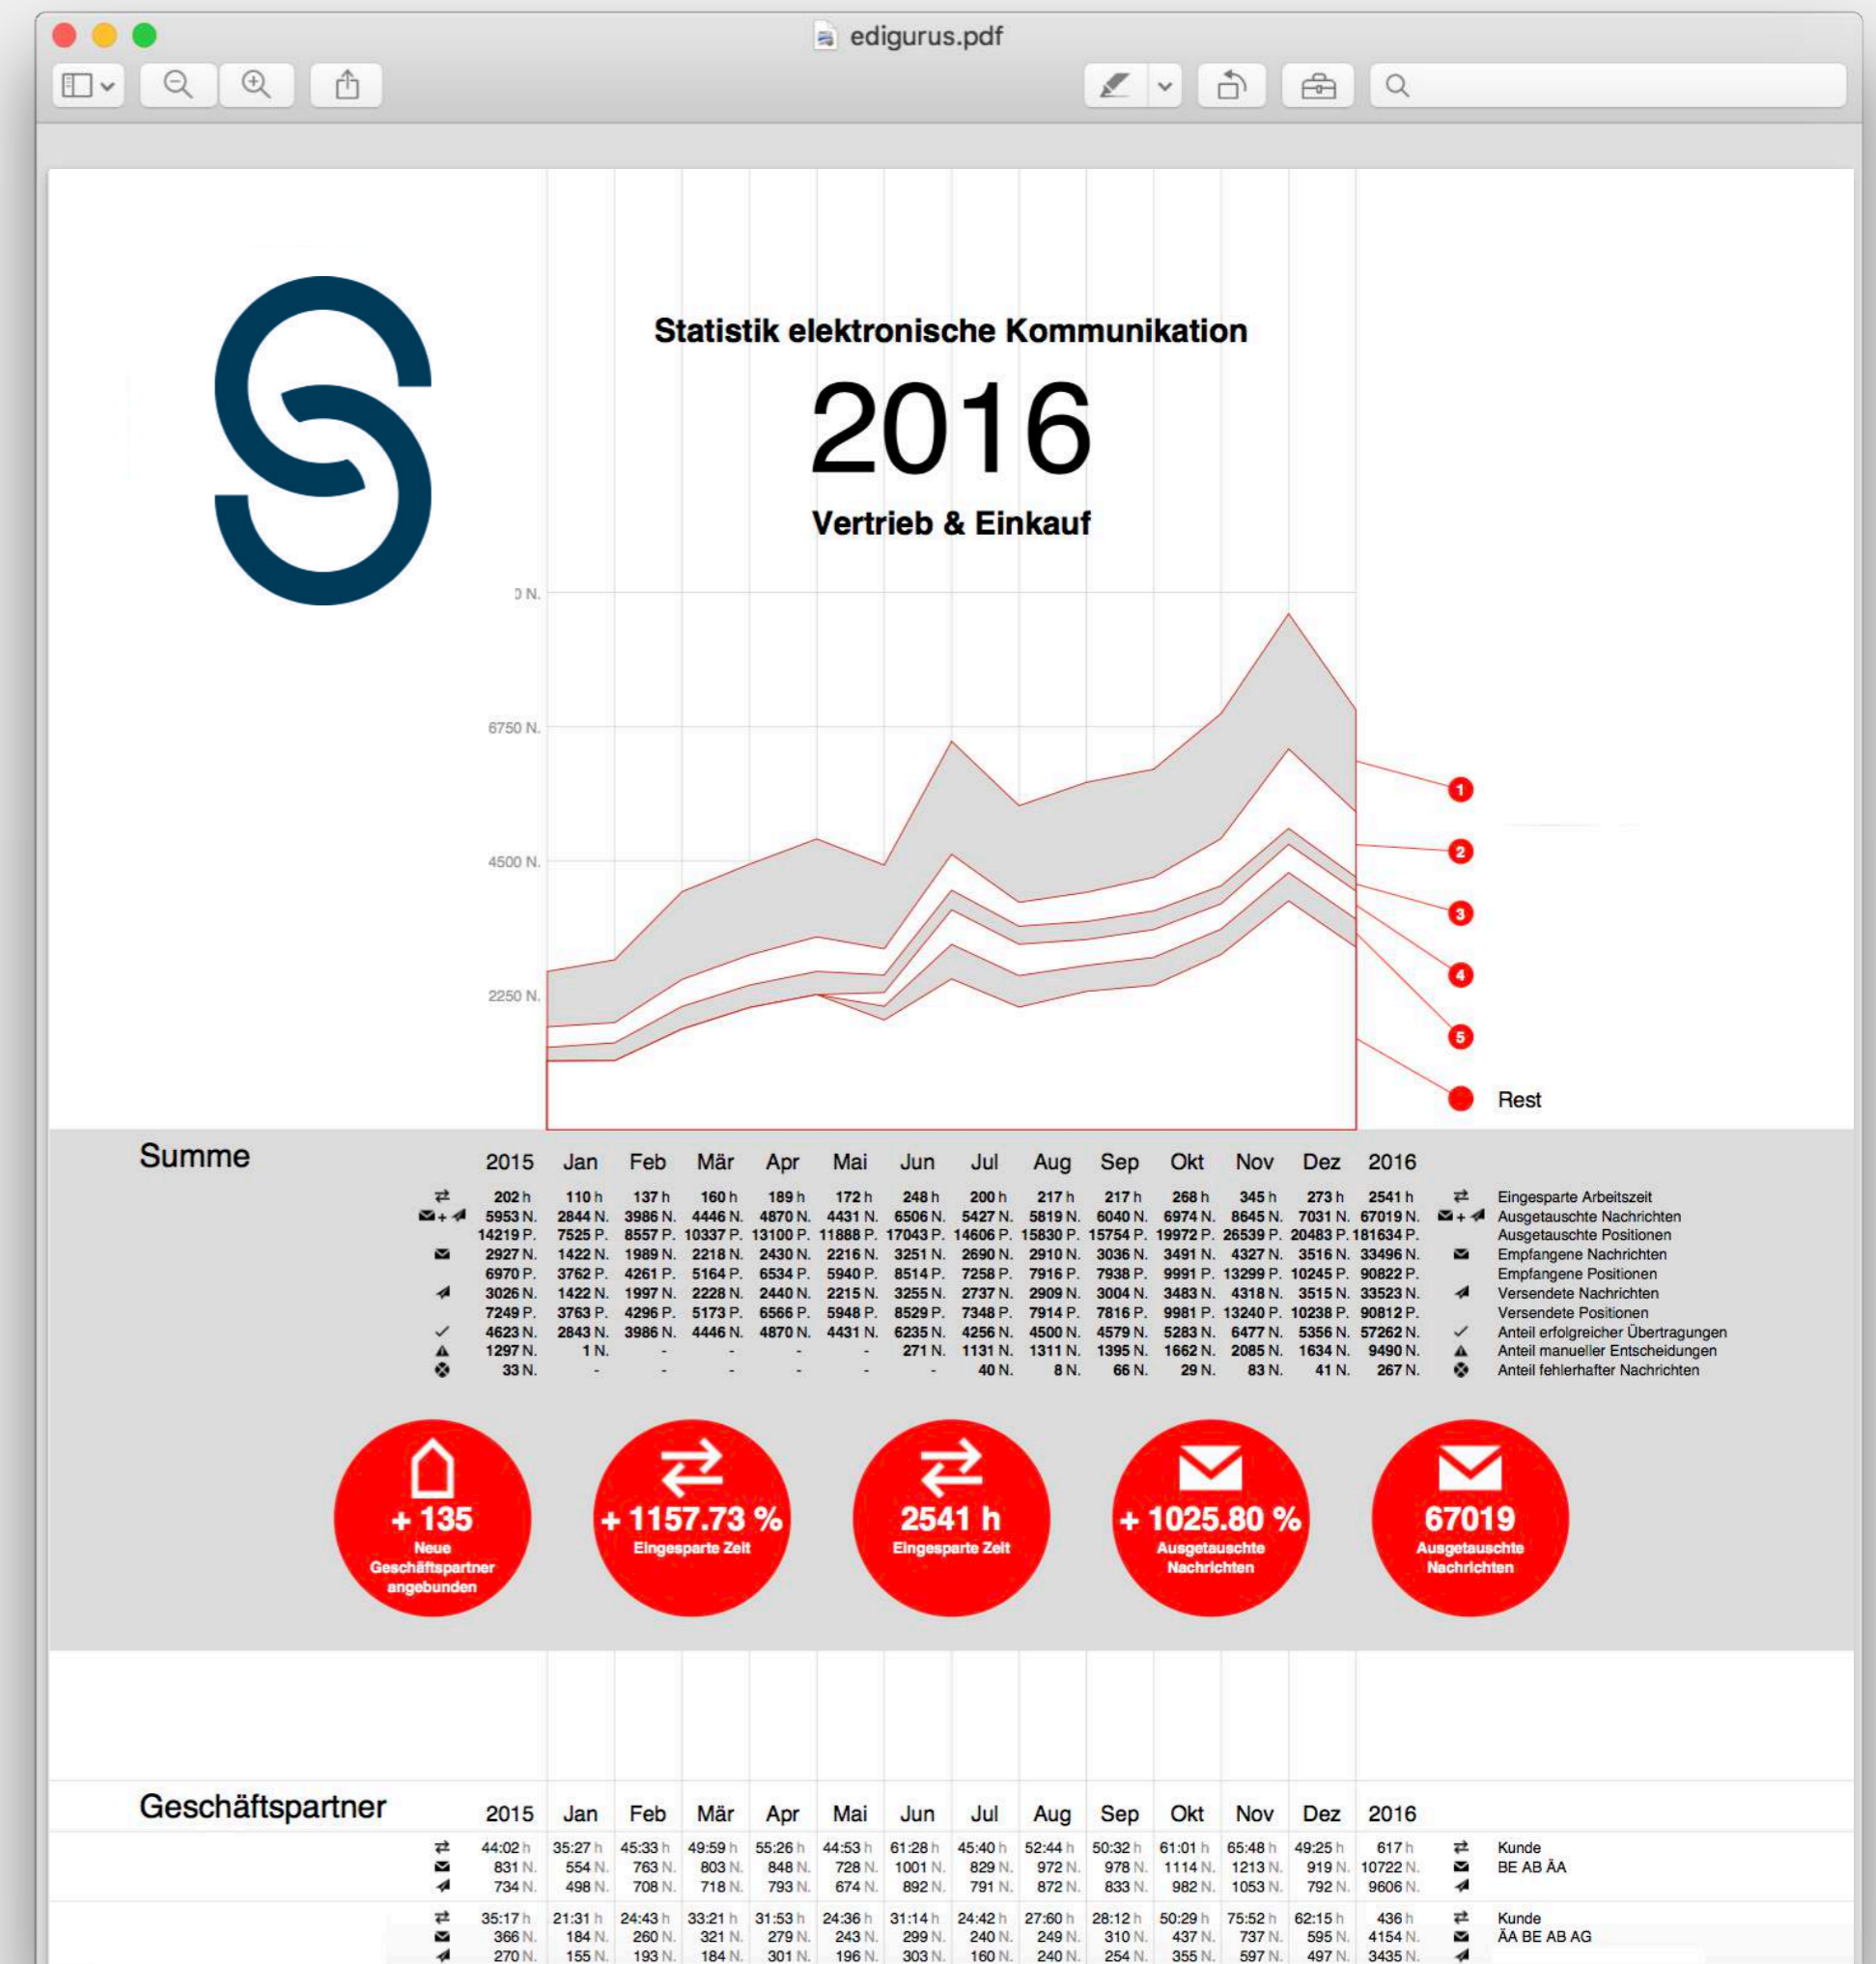 edigurus.pdf
Statistik elektronische Kommunikation
2016
Vertrieb & Einkauf
0 N.
6750 N.
4500 N.
2250 N.
1
2
3
4
5
Rest
Summe 2015 Jan Feb Mär Apr Mai Jun Jul Aug Sep Okt Nov Dez 2016
202 h 110 h 137 h 160 h 189 h 172 h 248 h 200 h 217 h 217 h 268 h 345 h 273 h 2541 h Eingesparte Arbeitszeit
+ 5953 N. 2844 N. 3986 N. 4446 N. 4870 N. 4431 N. 6506 N. 5427 N. 5819 N. 6040 N. 6974 N. 8645 N. 7031 N. 67019 N. + Ausgetauschte Nachrichten
14219 P. 7525 P. 8557 P. 10337 P. 13100 P. 11888 P. 17043 P. 14606 P. 15830 P. 15754 P. 19972 P. 26539 P. 20483 P. 181634 P. Ausgetauschte Positionen
2927 N. 1422 N. 1989 N. 2218 N. 2430 N. 2216 N. 3251 N. 2690 N. 2910 N. 3036 N. 3491 N. 4327 N. 3516 N. 33496 N. Empfangene Nachrichten
6970 P. 3762 P. 4261 P. 5164 P. 6534 P. 5940 P. 8514 P. 7258 P. 7916 P. 7938 P. 9991 P. 13299 P. 10245 P. 90822 P. Empfangene Positionen
3026 N. 1422 N. 1997 N. 2228 N. 2440 N. 2215 N. 3255 N. 2737 N. 2909 N. 3004 N. 3483 N. 4318 N. 3515 N. 33523 N. Versendete Nachrichten
7249 P. 3763 P. 4296 P. 5173 P. 6566 P. 5948 P. 8529 P. 7348 P. 7914 P. 7816 P. 9981 P. 13240 P. 10238 P. 90812 P. Versendete Positionen
4623 N. 2843 N. 3986 N. 4446 N. 4870 N. 4431 N. 6235 N. 4256 N. 4500 N. 4579 N. 5283 N. 6477 N. 5356 N. 57262 N. Anteil erfolgreicher Übertragungen
1297 N. 1 N. - - - - 271 N. 1131 N. 1311 N. 1395 N. 1662 N. 2085 N. 1634 N. 9490 N. Anteil manueller Entscheidungen
33 N. - - - - - - 40 N. 8 N. 66 N. 29 N. 83 N. 41 N. 267 N. Anteil fehlerhafter Nachrichten
+ 135
Neue
Geschäftspartner
angebunden
+ 1157.73 %
Eingesparte Zeit
2541 h
Eingesparte Zeit
+ 1025.80 %
Ausgetauschte
Nachrichten
67019
Ausgetauschte
Nachrichten
Geschäftspartner 2015 Jan Feb Mär Apr Mai Jun Jul Aug Sep Okt Nov Dez 2016
44:02 h 35:27 h 45:33 h 49:59 h 55:26 h 44:53 h 61:28 h 45:40 h 52:44 h 50:32 h 61:01 h 65:48 h 49:25 h 617 h Kunde
831 N. 554 N. 763 N. 803 N. 848 N. 728 N. 1001 N. 829 N. 972 N. 978 N. 1114 N. 1213 N. 919 N. 10722 N. BE AB ÄA
734 N. 498 N. 708 N. 718 N. 793 N. 674 N. 892 N. 791 N. 872 N. 833 N. 982 N. 1053 N. 792 N. 9606 N.
35:17 h 21:31 h 24:43 h 33:21 h 31:53 h 24:36 h 31:14 h 24:42 h 27:60 h 28:12 h 50:29 h 75:52 h 62:15 h 436 h Kunde
366 N. 184 N. 260 N. 321 N. 279 N. 243 N. 299 N. 240 N. 249 N. 310 N. 437 N. 737 N. 595 N. 4154 N. ÄA BE AB AG
270 N. 155 N. 193 N. 184 N. 301 N. 196 N. 303 N. 160 N. 240 N. 254 N. 355 N. 597 N. 497 N. 3435 N.